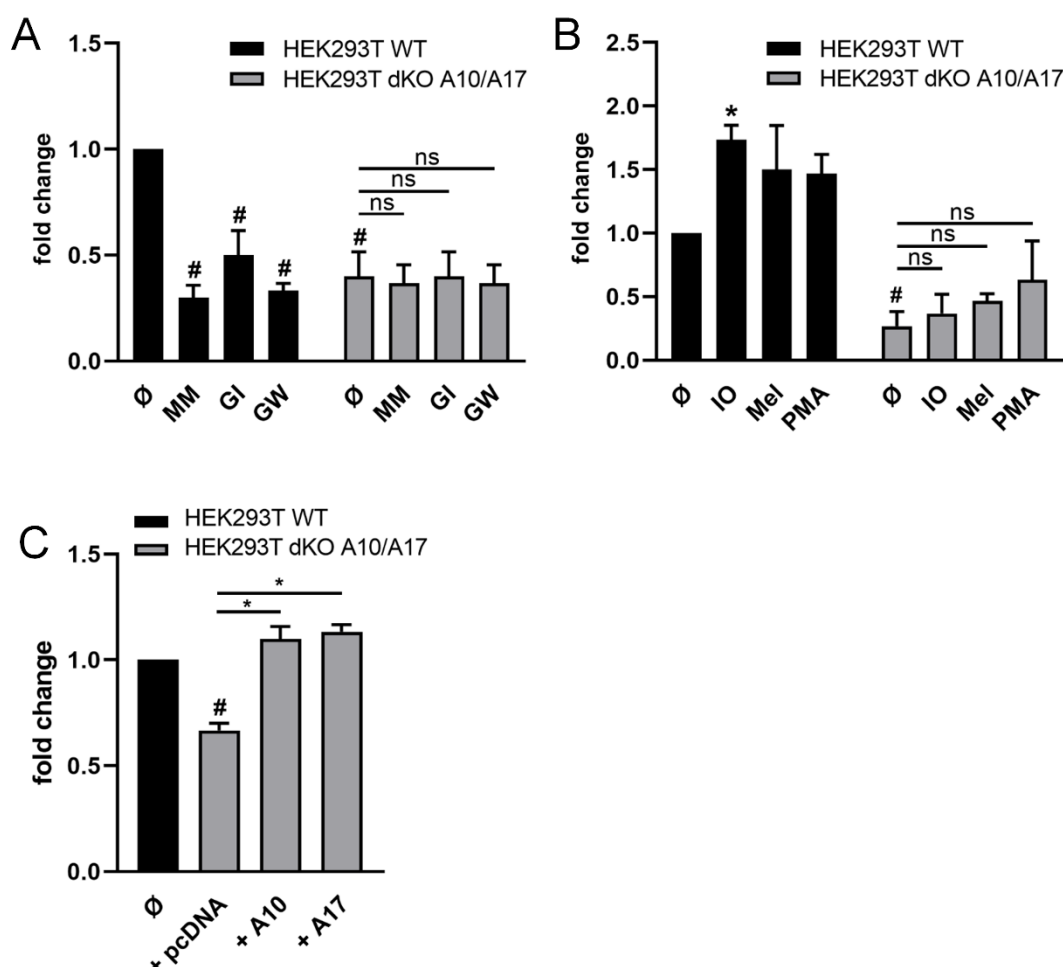 A
HEK293T WT
HEK293T dKO A10/A17
fold change
1.5
1.0
0.5
0.0
#
#
#
#
ns
ns
ns
Ø
MM
GI
GW
Ø
MM
GI
GW
B
HEK293T WT
HEK293T dKO A10/A17
fold change
2.5
2.0
1.5
1.0
0.5
0.0
*
#
ns
ns
ns
Ø
IO
Mel
PMA
Ø
IO
Mel
PMA
C
HEK293T WT
HEK293T dKO A10/A17
fold change
1.5
1.0
0.5
0.0
*
*
#
Ø
+ pcDNA
+ A10
+ A17